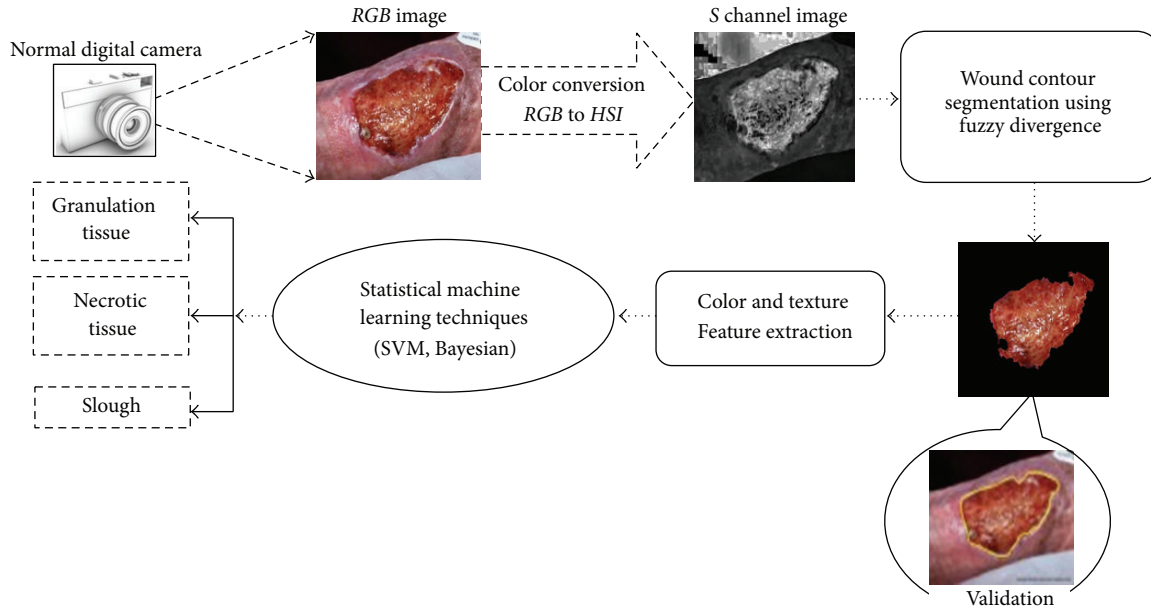 Normal digital camera
RGB image
S channel image
Color conversion
RGB to HSI
Wound contour
segmentation using
fuzzy divergence
Granulation
tissue
Necrotic
tissue
Slough
Statistical machine
learning techniques
(SVM, Bayesian)
Color and texture
Feature extraction
Validation